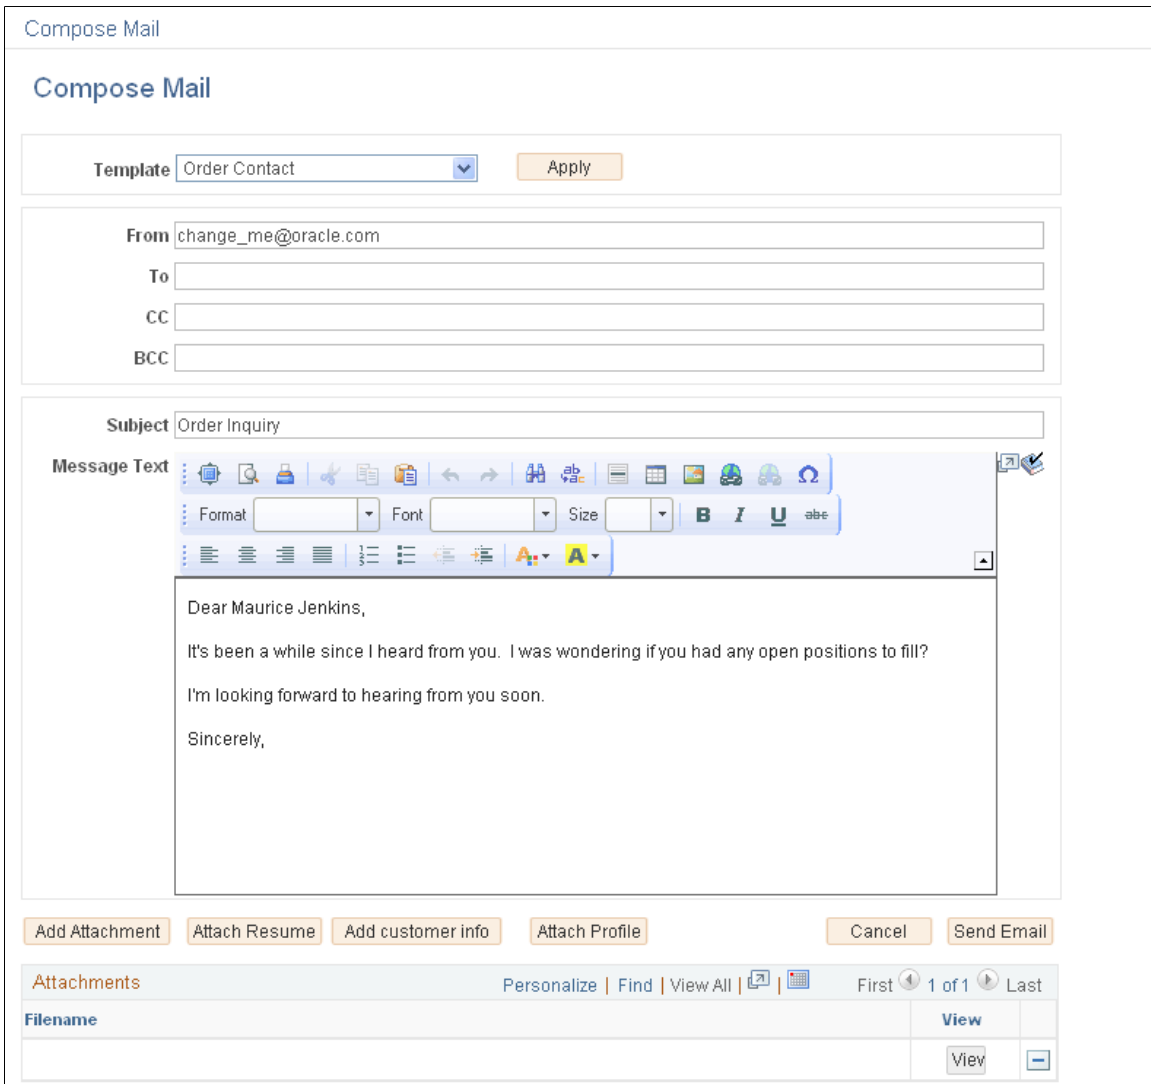 Compose Mail
Compose Mail
Template Order Contact Apply
From change_me@oracle.com
To
CC
BCC
Subject Order Inquiry
Message Text
Format Font Size B I U abc
A A
Dear Maurice Jenkins,
It's been a while since I heard from you. I was wondering if you had any open positions to fill?
I'm looking forward to hearing from you soon.
Sincerely,
Add Attachment Attach Resume Add customer info Attach Profile Cancel Send Email
Attachments Personalize | Find | View All | | First 1 of 1 Last
Filename View
View